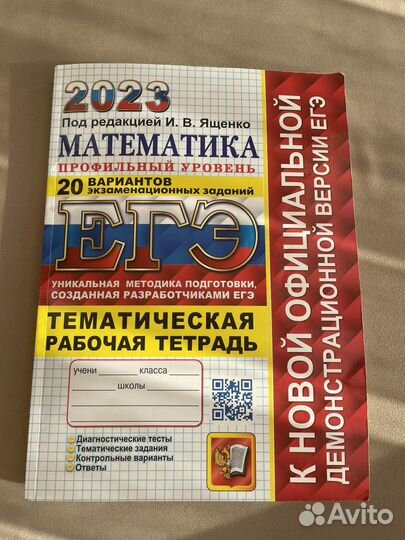 2023
Под редакцией И. В. Ященко
МАТЕМАТИКА
ПРОФИЛЬНЫЙ УРОВЕНЬ
20 ВАРИАНТОВ
экзаменационных заданий
ЕГЭ
УНИКАЛЬНАЯ МЕТОДИКА ПОДГОТОВКИ,
СОЗДАННАЯ РАЗРАБОТЧИКАМИ ЕГЭ
ТЕМАТИЧЕСКАЯ
РАБОЧАЯ ТЕТРАДЬ
учени класса
школы
Диагностические тесты
Тематические задания
Контрольные варианты
Ответы
К НОВОЙ ОФИЦИАЛЬНОЙ
ДЕМОНСТРАЦИОННОЙ ВЕРСИИ ЕГЭ
Avito